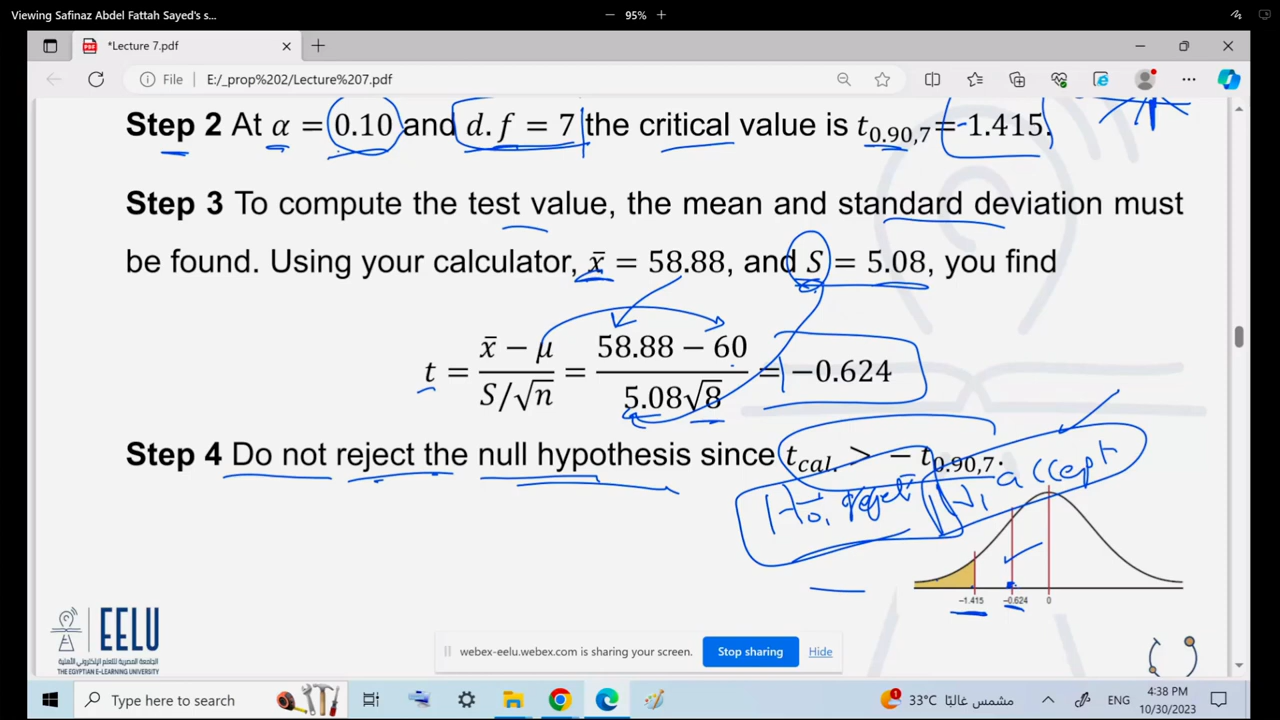 Viewing Safinaz Abdel Fattah Sayed's s...
95%
*Lecture 7.pdf
File E:/_prop%202/Lecture%207.pdf
Step 2 At α = 0.10 and d.f = 7 the critical value is t0.90,7=-1.415.
Step 3 To compute the test value, the mean and standard deviation must
be found. Using your calculator, x̄ = 58.88, and S = 5.08, you find
t = (x̄ − μ)/(S/√n) = (58.88 − 60)/(5.08√8) = −0.624
Step 4 Do not reject the null hypothesis since tcal. > −t0.90,7.
H0, reject H1 accept
−1.415 −0.624 0
EELU
الجامعة المصرية للتعلم الإلكتروني الأهلية
THE EGYPTIAN E-LEARNING UNIVERSITY
webex-eelu.webex.com is sharing your screen. Stop sharing Hide
Type here to search
1
33°C مشمس غالبًا
ENG
4:38 PM
10/30/2023